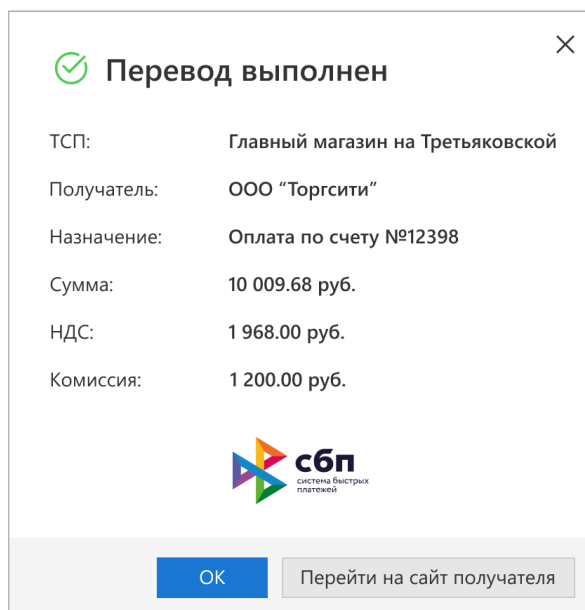 Перевод выполнен
ТСП: Главный магазин на Третьяковской
Получатель: ООО “Торгсити”
Назначение: Оплата по счету №12398
Сумма: 10 009.68 руб.
НДС: 1 968.00 руб.
Комиссия: 1 200.00 руб.
сбп
система быстрых
платежей
ОК Перейти на сайт получателя